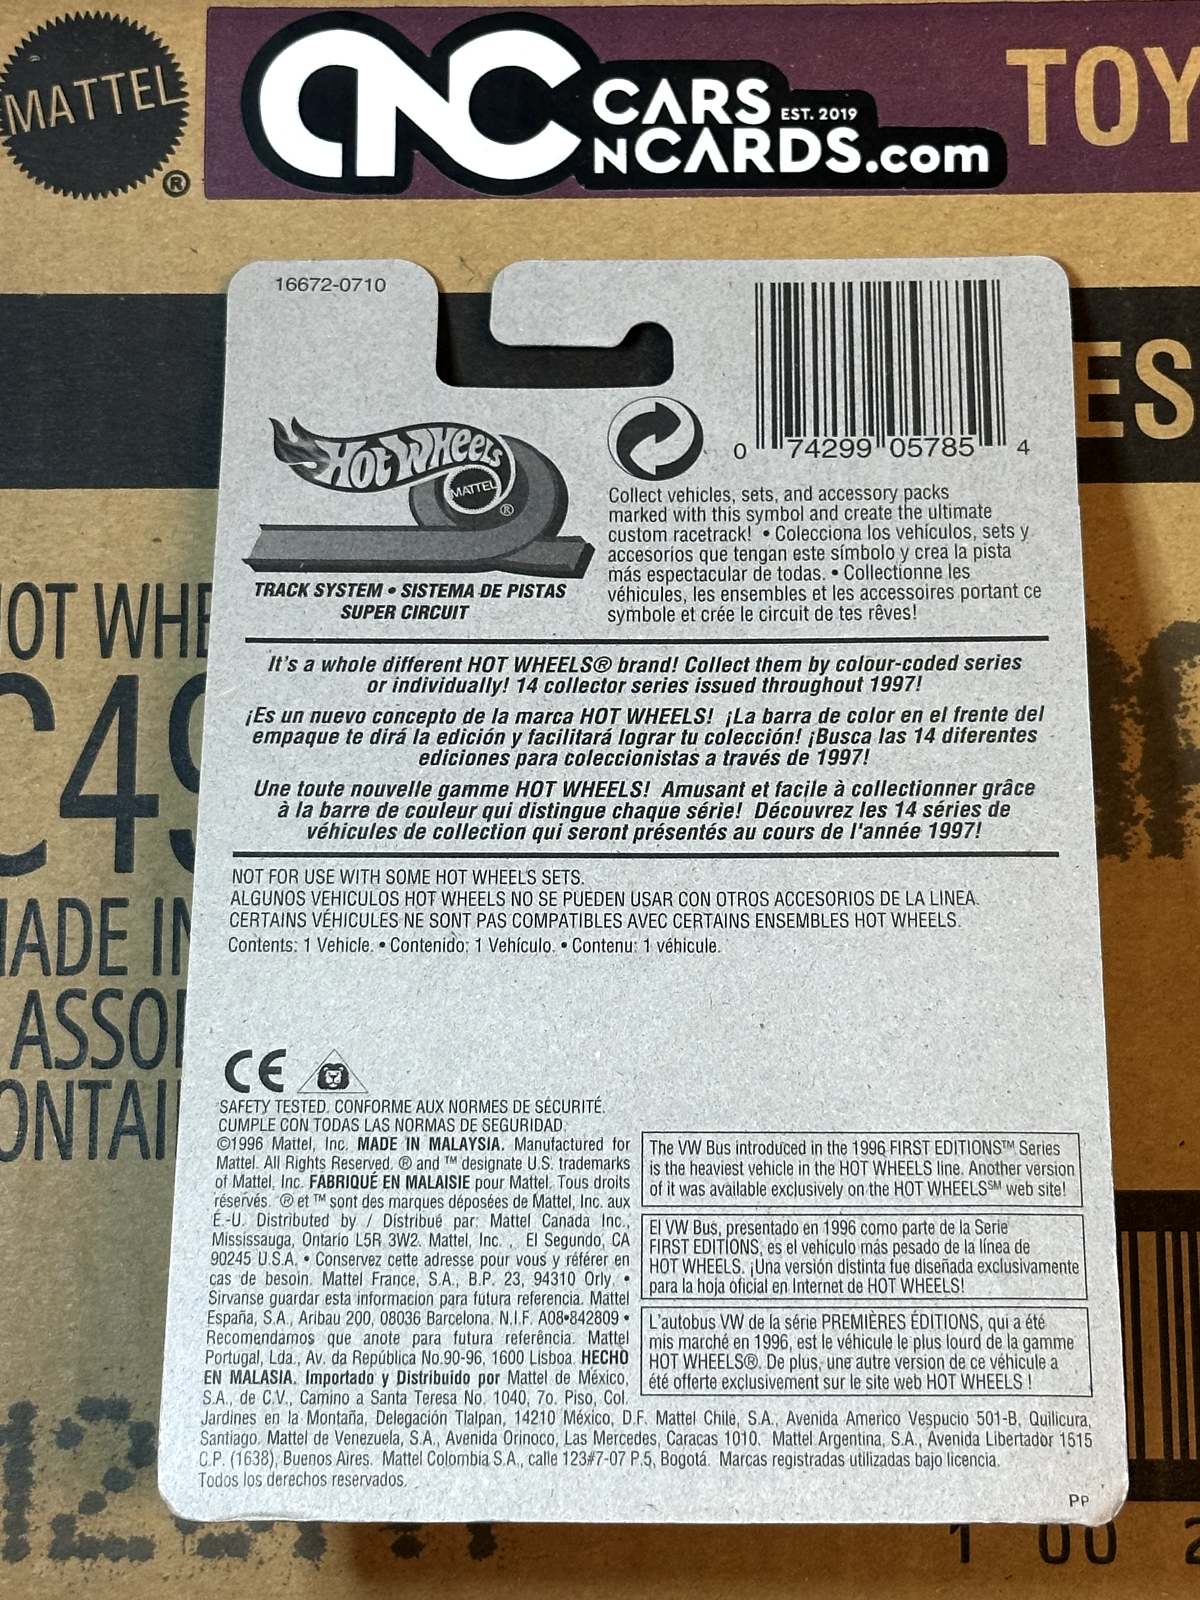 MATTEL
®
CNC
CARS
EST. 2019
NCARDS.com
TOY
ES
16672-0710
0 74299 05785 4
HOT WHEELS
MATTEL
®
TRACK SYSTEM • SISTEMA DE PISTAS
SUPER CIRCUIT
Collect vehicles, sets, and accessory packs
marked with this symbol and create the ultimate
custom racetrack! • Colecciona los vehículos, sets y
accesorios que tengan este símbolo y crea la pista
más espectacular de todas. • Collectionne les
véhicules, les ensembles et les accessoires portant ce
symbole et crée le circuit de tes rêves!
It's a whole different HOT WHEELS® brand! Collect them by colour-coded series
or individually! 14 collector series issued throughout 1997!
¡Es un nuevo concepto de la marca HOT WHEELS! ¡La barra de color en el frente del
empaque te dirá la edición y facilitará lograr tu colección! ¡Busca las 14 diferentes
ediciones para coleccionistas a través de 1997!
Une toute nouvelle gamme HOT WHEELS! Amusant et facile à collectionner grâce
à la barre de couleur qui distingue chaque série! Découvrez les 14 séries de
véhicules de collection qui seront présentés au cours de l'année 1997!
NOT FOR USE WITH SOME HOT WHEELS SETS.
ALGUNOS VEHICULOS HOT WHEELS NO SE PUEDEN USAR CON OTROS ACCESORIOS DE LA LINEA.
CERTAINS VÉHICULES NE SONT PAS COMPATIBLES AVEC CERTAINS ENSEMBLES HOT WHEELS.
Contents: 1 Vehicle. • Contenido: 1 Vehículo. • Contenu: 1 véhicule.
CE
SAFETY TESTED. CONFORME AUX NORMES DE SÉCURITÉ.
CUMPLE CON TODAS LAS NORMAS DE SEGURIDAD.
©1996 Mattel, Inc. MADE IN MALAYSIA. Manufactured for
Mattel. All Rights Reserved. ® and ™ designate U.S. trademarks
of Mattel, Inc. FABRIQUÉ EN MALAISIE pour Mattel. Tous droits
réservés. ® et ™ sont des marques déposées de Mattel, Inc. aux
É.-U. Distributed by / Distribué par: Mattel Canada Inc.,
Mississauga, Ontario L5R 3W2. Mattel, Inc., El Segundo, CA
90245 U.S.A. • Conservez cette adresse pour vous y référer en
cas de besoin. Mattel France, S.A., B.P. 23, 94310 Orly. •
Sirvanse guardar esta informacion para futura referencia. Mattel
España, S.A., Aribau 200, 08036 Barcelona. N.I.F. A08•842809 •
Recomendamos que anote para futura referência. Mattel
Portugal, Lda., Av. da República No.90-96, 1600 Lisboa. HECHO
EN MALASIA. Importado y Distribuido por Mattel de México,
S.A., de C.V., Camino a Santa Teresa No. 1040, 7o. Piso, Col.
Jardines en la Montaña, Delegación Tlalpan, 14210 México, D.F. Mattel Chile, S.A., Avenida Americo Vespucio 501-B, Quilicura,
Santiago. Mattel de Venezuela, S.A., Avenida Orinoco, Las Mercedes, Caracas 1010. Mattel Argentina, S.A., Avenida Libertador 1515
C.P. (1638), Buenos Aires. Mattel Colombia S.A., calle 123#7-07 P.5, Bogotá. Marcas registradas utilizadas bajo licencia.
Todos los derechos reservados.
The VW Bus introduced in the 1996 FIRST EDITIONS™ Series
is the heaviest vehicle in the HOT WHEELS line. Another version
of it was available exclusively on the HOT WHEELS℠ web site!
El VW Bus, presentado en 1996 como parte de la Serie
FIRST EDITIONS, es el vehiculo más pesado de la línea de
HOT WHEELS. ¡Una versión distinta fue diseñada exclusivamente
para la hoja oficial en Internet de HOT WHEELS!
L'autobus VW de la série PREMIÈRES ÉDITIONS, qui a été
mis marché en 1996, est le véhicule le plus lourd de la gamme
HOT WHEELS®. De plus, une autre version de ce véhicule a
été offerte exclusivement sur le site web HOT WHEELS !
PP
OT WHE
C49
ADE IN
ASSO
ONTAI
1 00 2